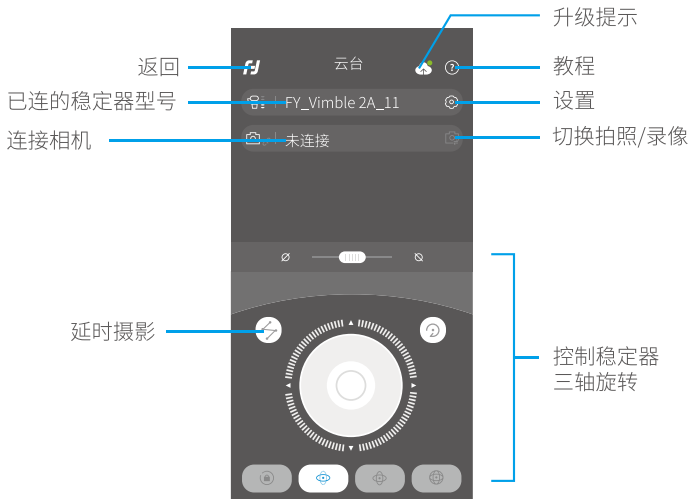 升级提示
返回
云台
教程
已连的稳定器型号
FY_Vimble 2A_11
设置
连接相机
未连接
切换拍照/录像
延时摄影
控制稳定器
三轴旋转